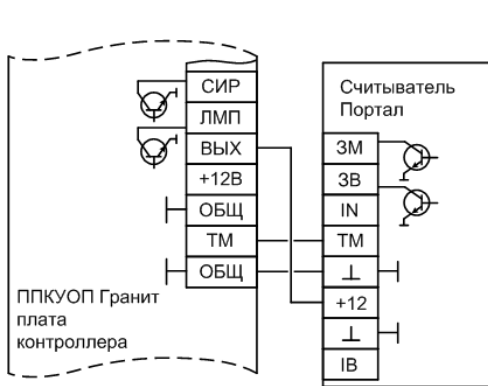 СИР
ЛМП
ВЫХ
+12В
ОБЩ
ТМ
ОБЩ
ППКУОП Гранит
плата
контроллера
Считыватель
Портал
ЗМ
ЗВ
IN
ТМ
⊥
+12
⊥
IB